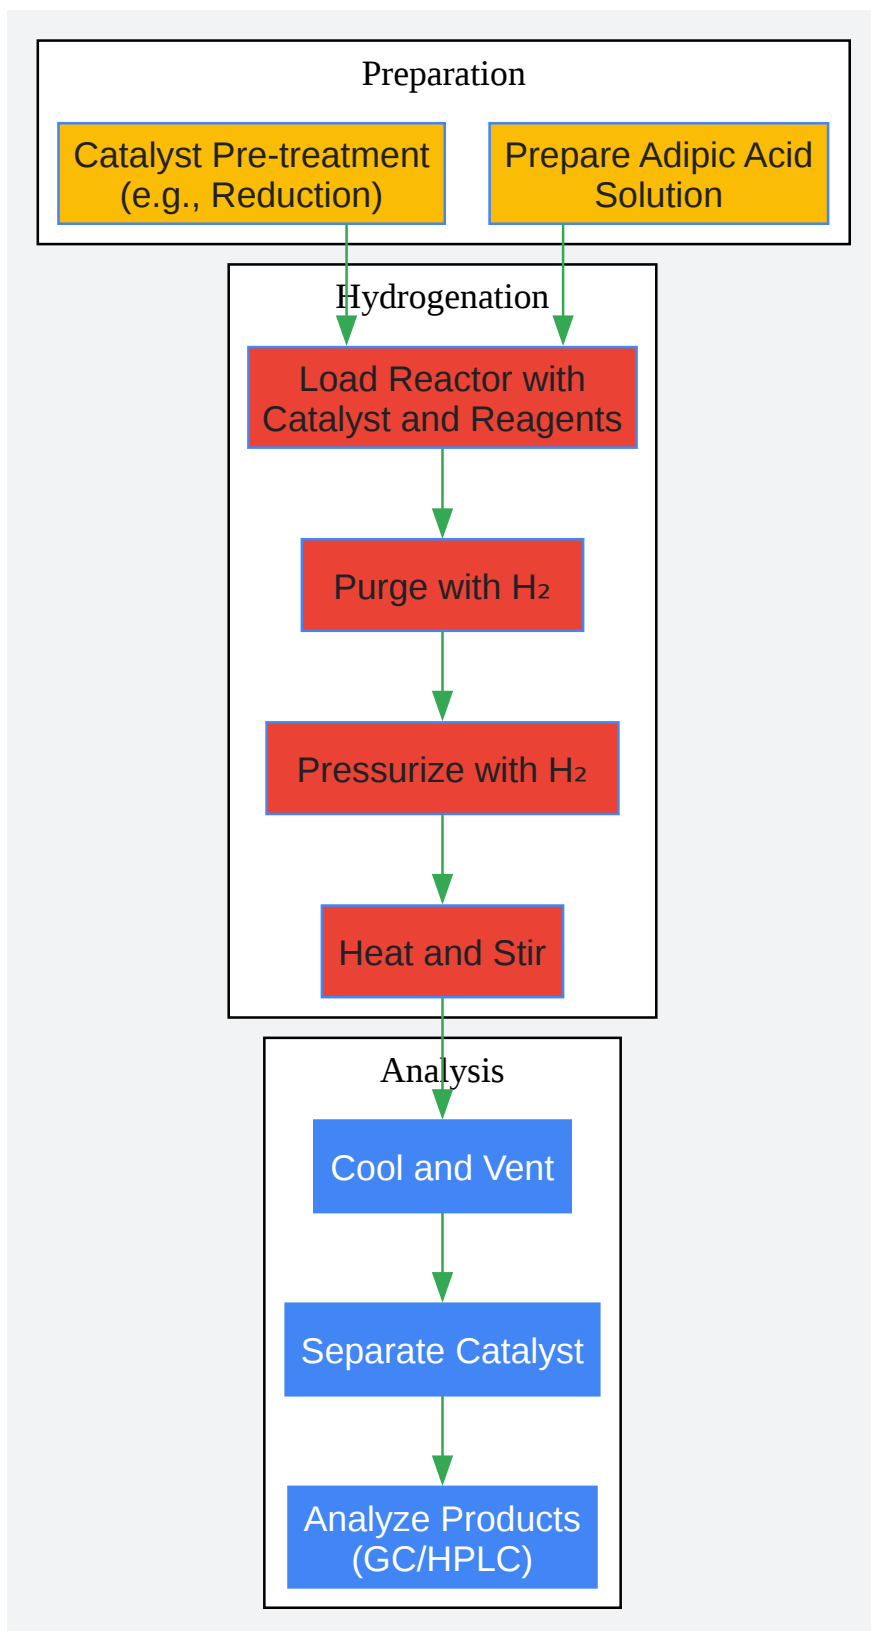 Preparation
Catalyst Pre-treatment
(e.g., Reduction)
Prepare Adipic Acid
Solution
Hydrogenation
Load Reactor with
Catalyst and Reagents
Purge with H₂
Pressurize with H₂
Heat and Stir
Analysis
Cool and Vent
Separate Catalyst
Analyze Products
(GC/HPLC)